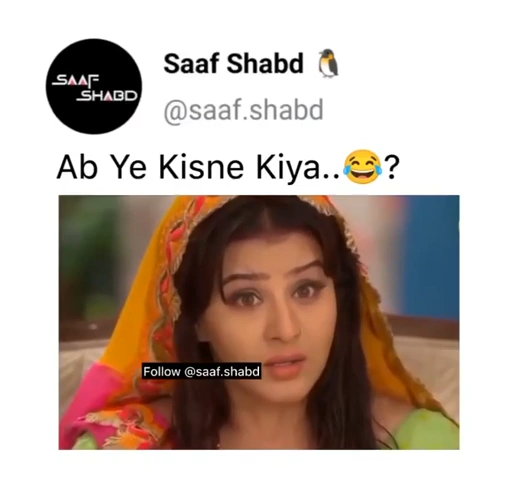 SAAF
SHABD
Saaf Shabd 🐧
@saaf.shabd
Ab Ye Kisne Kiya..😂?
Follow @saaf.shabd